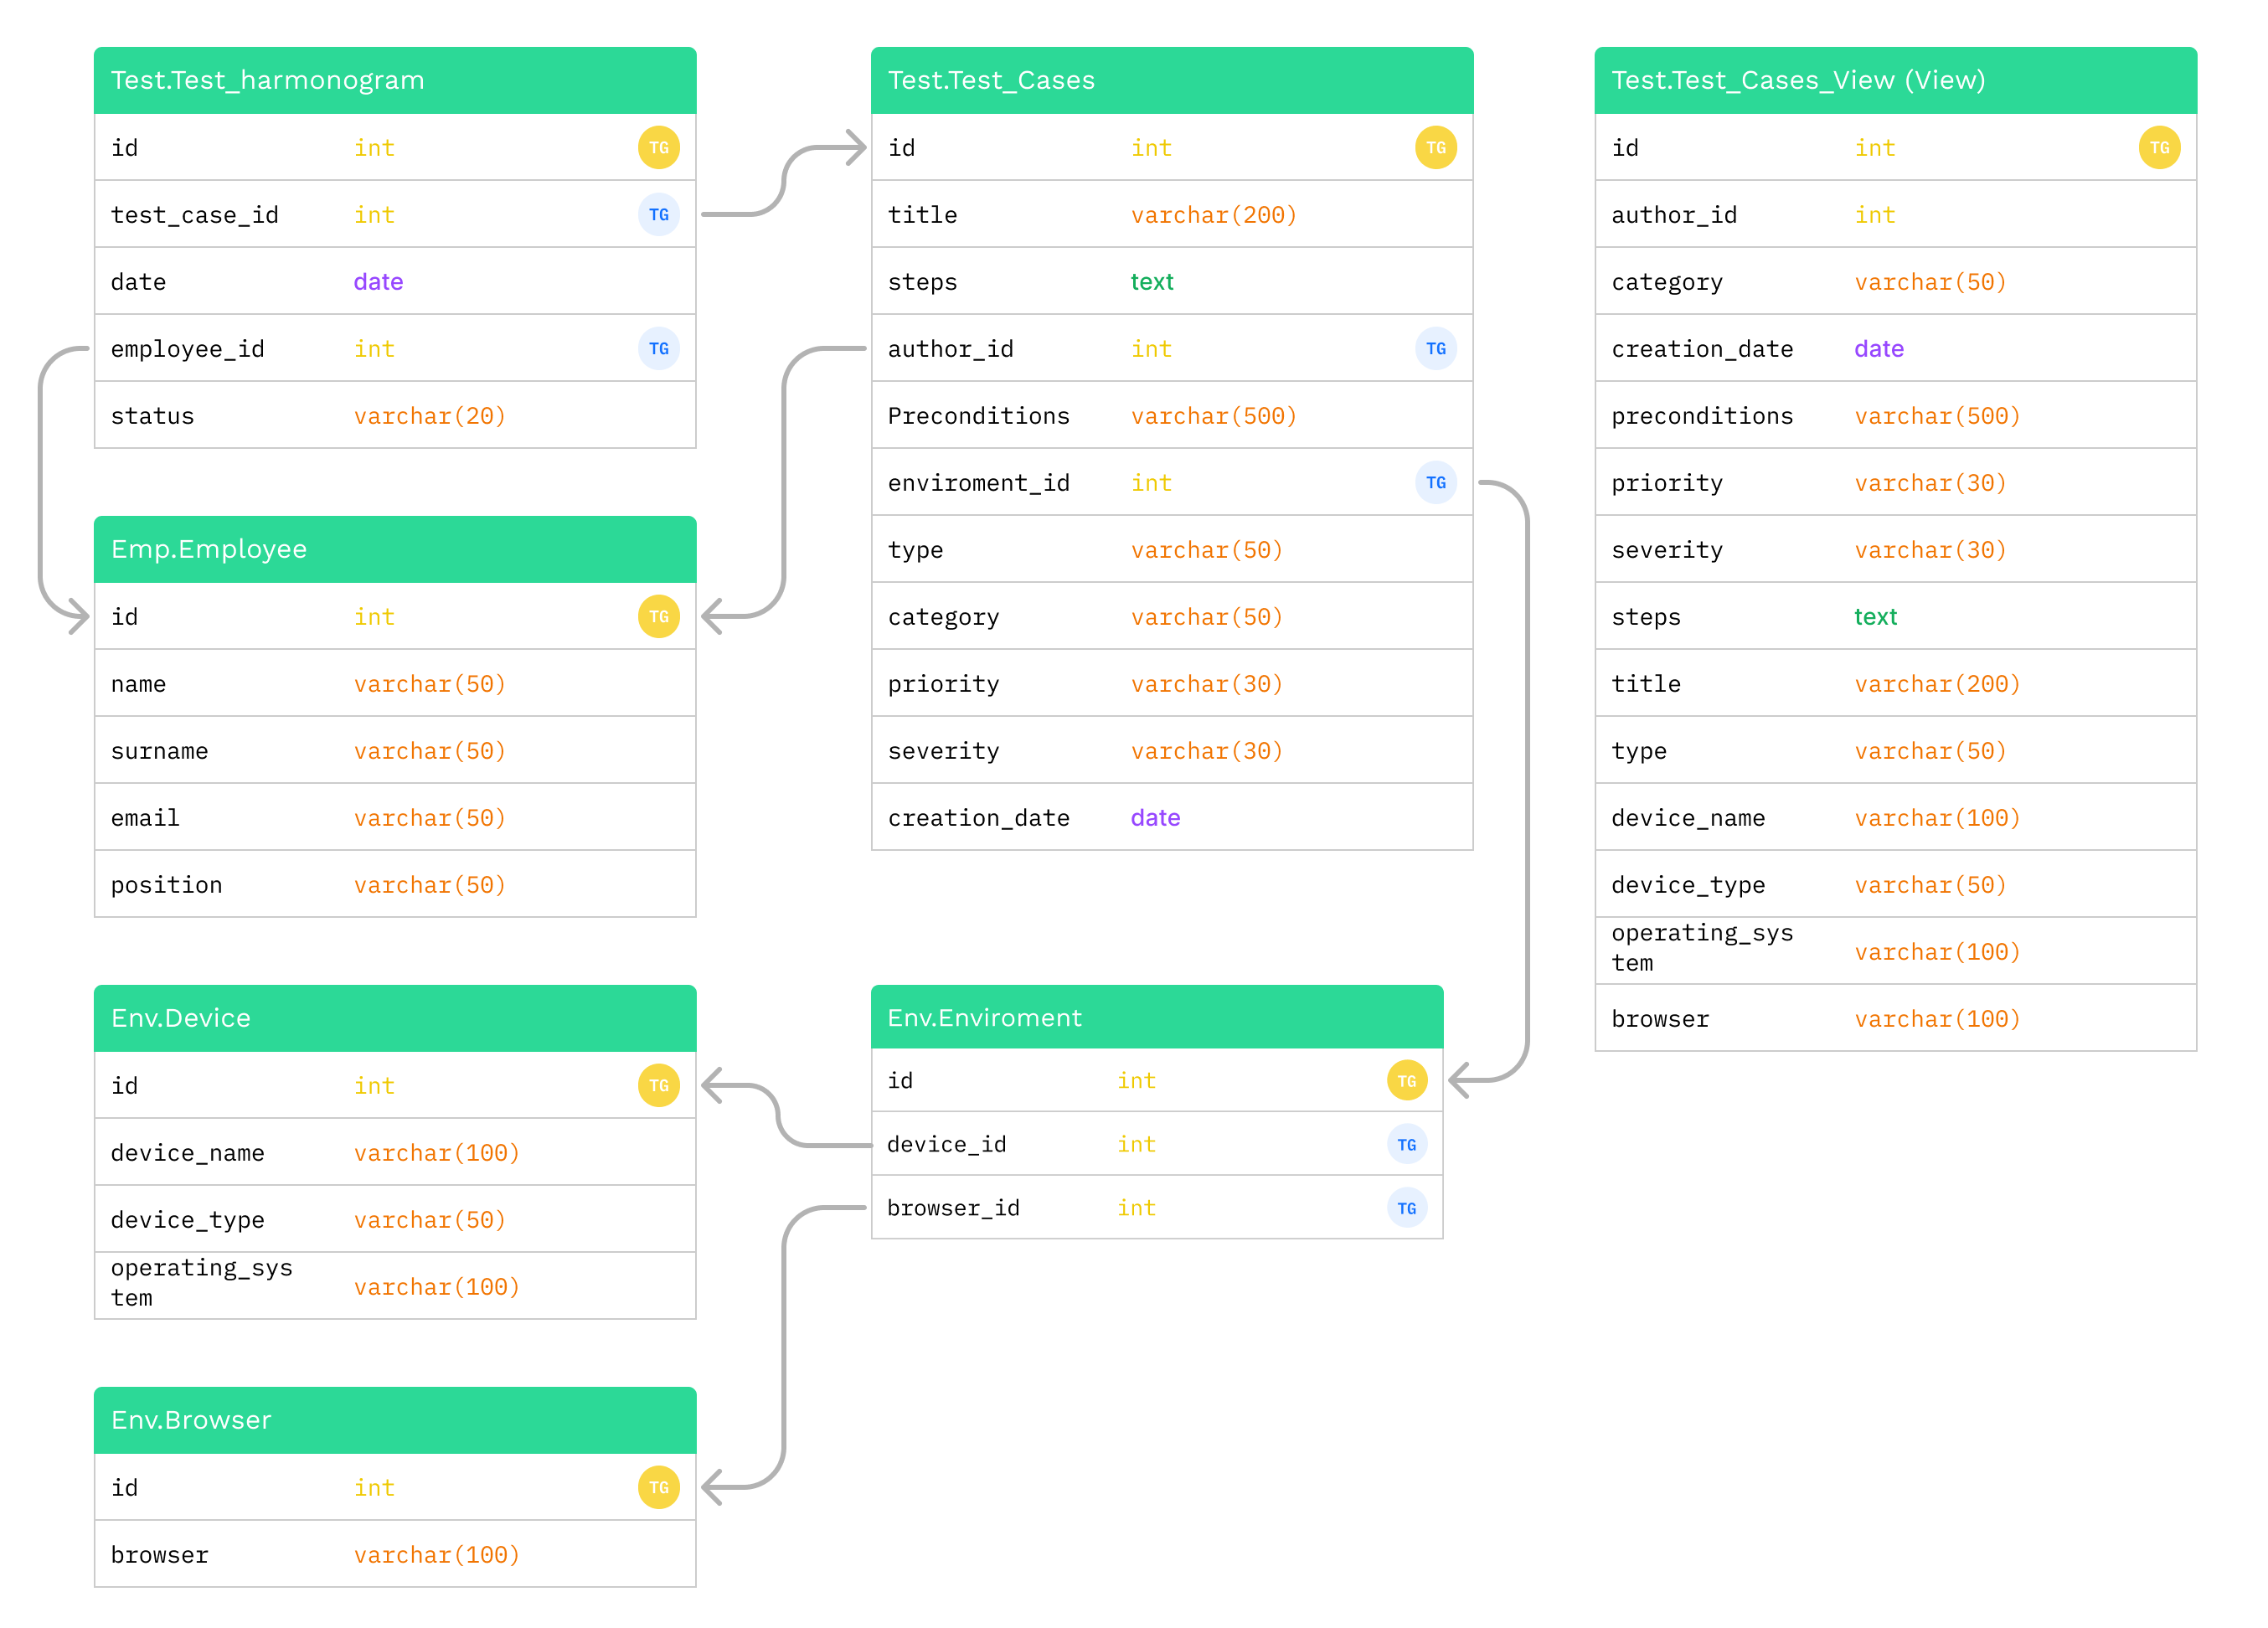 Test.Test_harmonogram
id int TG
test_case_id int TG
date date
employee_id int TG
status varchar(20)
Emp.Employee
id int TG
name varchar(50)
surname varchar(50)
email varchar(50)
position varchar(50)
Env.Device
id int TG
device_name varchar(100)
device_type varchar(50)
operating_sys
tem varchar(100)
Env.Browser
id int TG
browser varchar(100)
Test.Test_Cases
id int TG
title varchar(200)
steps text
author_id int TG
Preconditions varchar(500)
enviroment_id int TG
type varchar(50)
category varchar(50)
priority varchar(30)
severity varchar(30)
creation_date date
Env.Enviroment
id int TG
device_id int TG
browser_id int TG
Test.Test_Cases_View (View)
id int TG
author_id int
category varchar(50)
creation_date date
preconditions varchar(500)
priority varchar(30)
severity varchar(30)
steps text
title varchar(200)
type varchar(50)
device_name varchar(100)
device_type varchar(50)
operating_sys
tem varchar(100)
browser varchar(100)